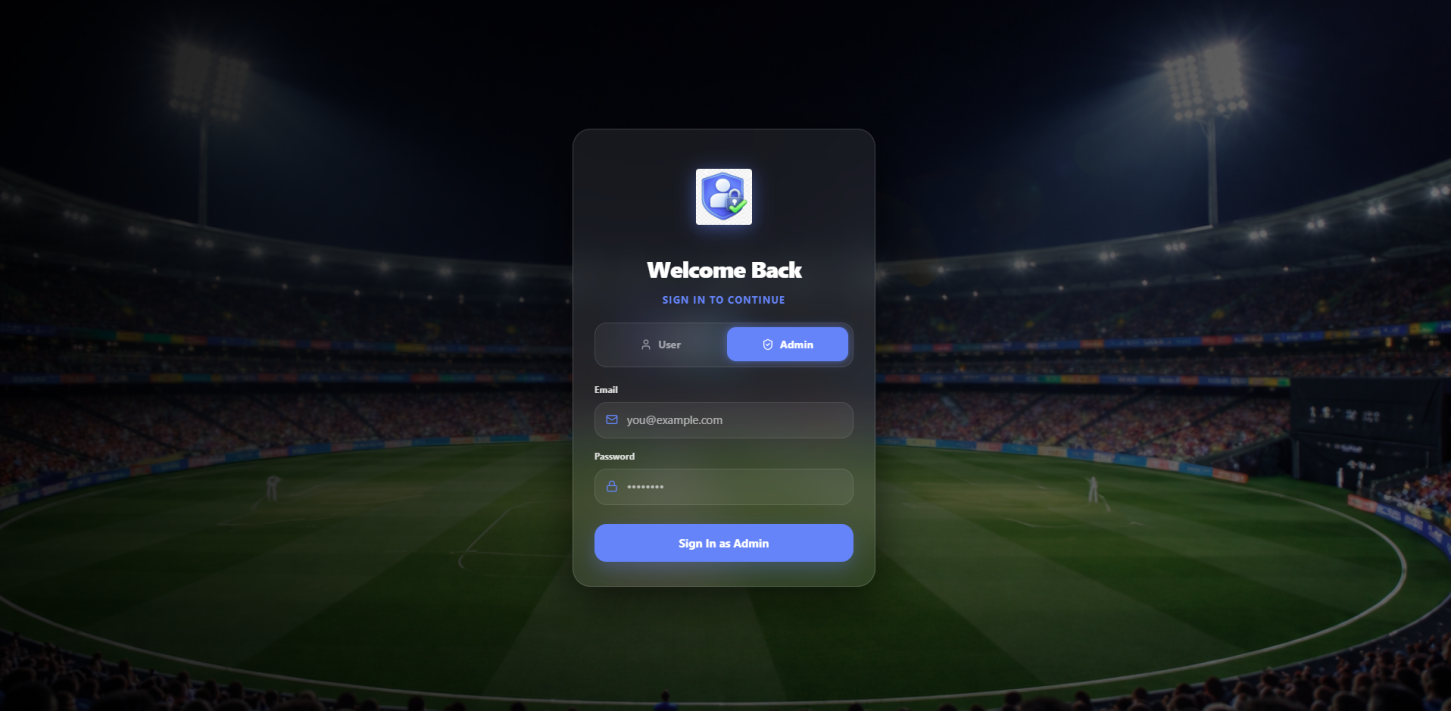 Welcome Back
SIGN IN TO CONTINUE
User
Admin
Email
you@example.com
Password
••••••••
Sign In as Admin